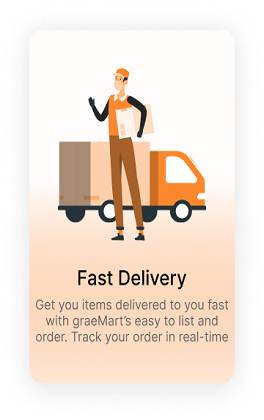 Fast Delivery
Get you items delivered to you fast
with graeMart's easy to list and
order. Track your order in real-time